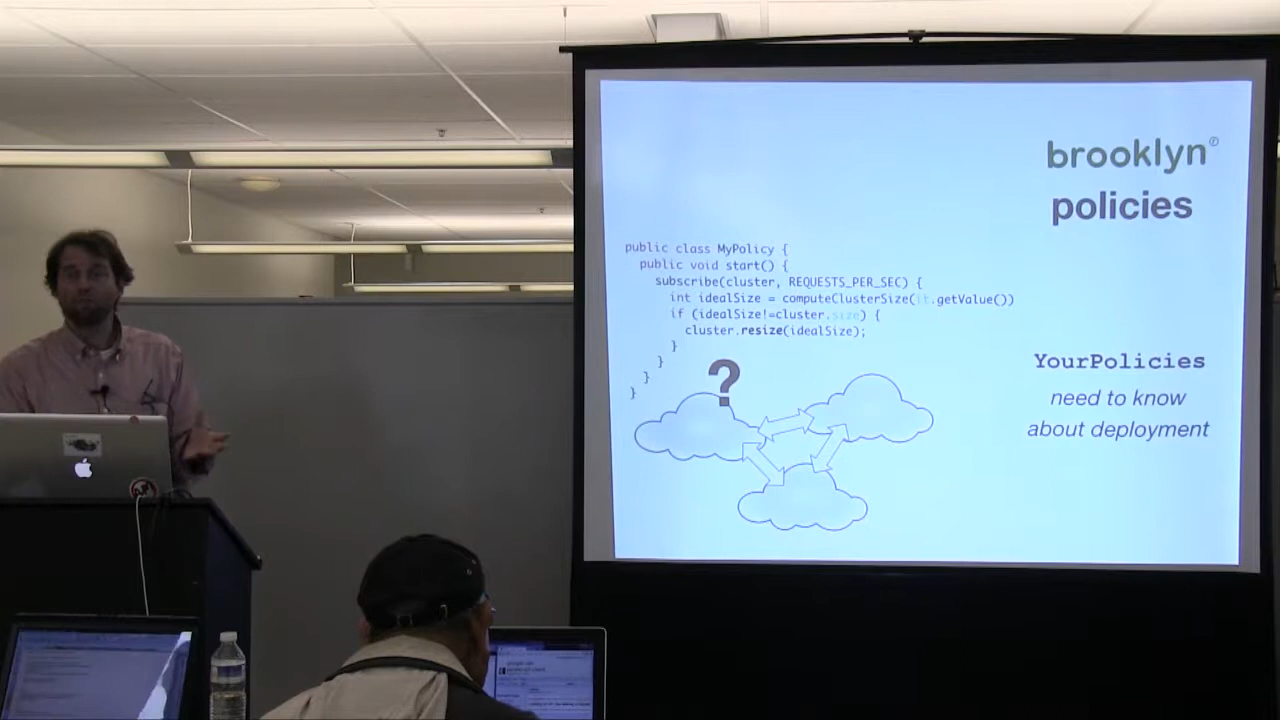 brooklyn
policies
public class MyPolicy {
public void start() {
subscribe(cluster, REQUESTS_PER_SEC) {
int idealSize = computeClusterSize(it.getValue())
if (idealSize!=cluster.size) {
cluster.resize(idealSize);
}
}
}
}
?
YourPolicies
need to know
about deployment